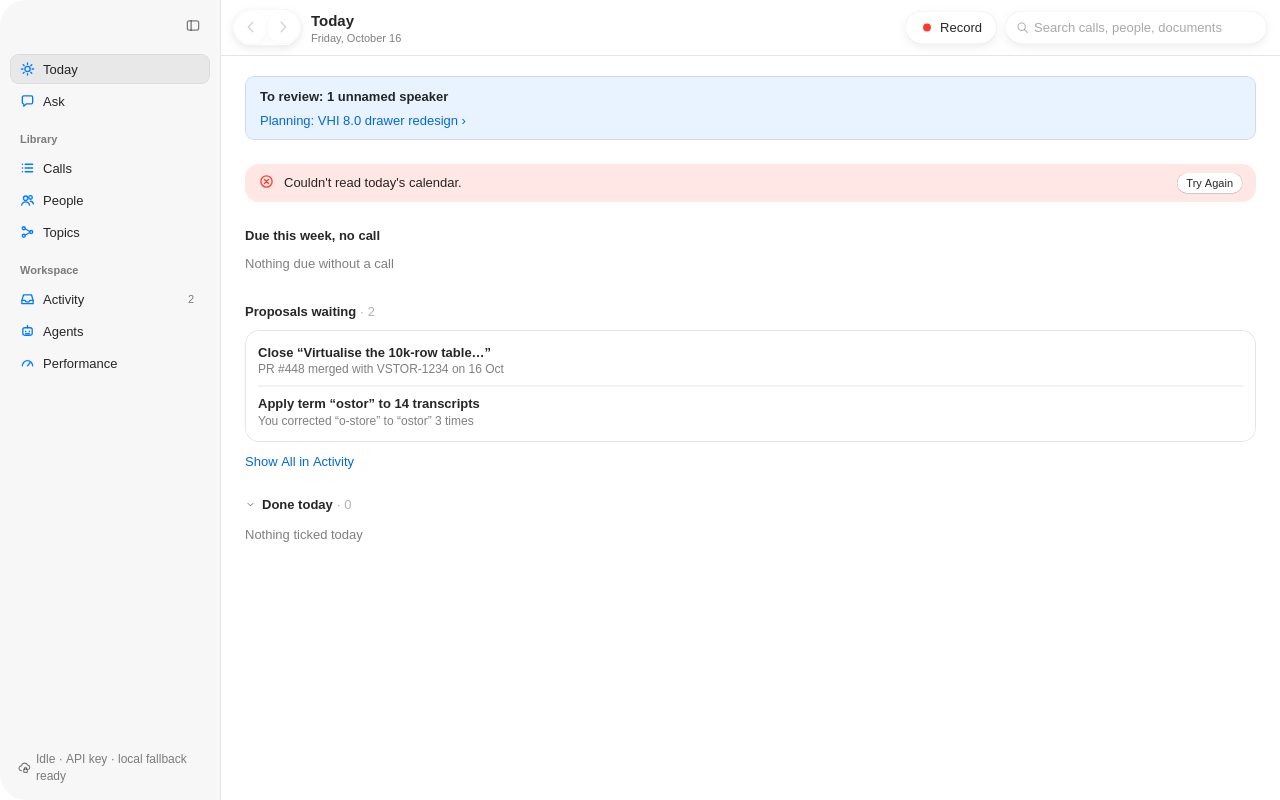 Today
Ask
Library
Calls
People
Topics
Workspace
Activity 2
Agents
Performance
Idle · API key · local fallback
ready
Today
Friday, October 16
Record
Search calls, people, documents
To review: 1 unnamed speaker
Planning: VHI 8.0 drawer redesign ›
Couldn't read today's calendar.
Try Again
Due this week, no call
Nothing due without a call
Proposals waiting · 2
Close “Virtualise the 10k-row table…”
PR #448 merged with VSTOR-1234 on 16 Oct
Apply term “ostor” to 14 transcripts
You corrected “o-store” to “ostor” 3 times
Show All in Activity
Done today · 0
Nothing ticked today